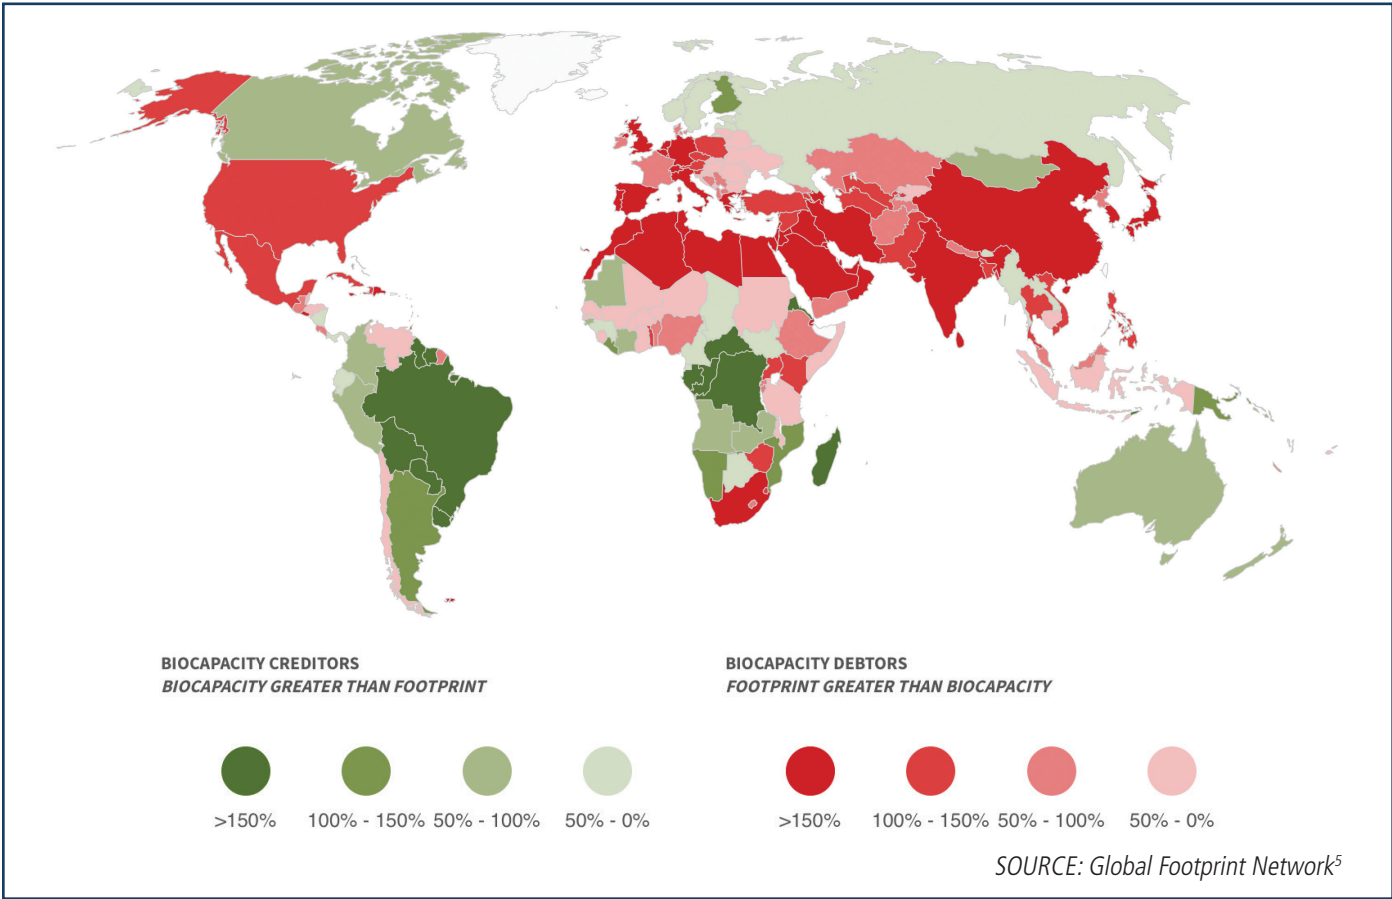 BIOCAPACITY CREDITORS
BIOCAPACITY GREATER THAN FOOTPRINT
>150%
100% - 150%
50% - 100%
50% - 0%
BIOCAPACITY DEBTORS
FOOTPRINT GREATER THAN BIOCAPACITY
>150%
100% - 150%
50% - 100%
50% - 0%
SOURCE: Global Footprint Network⁵